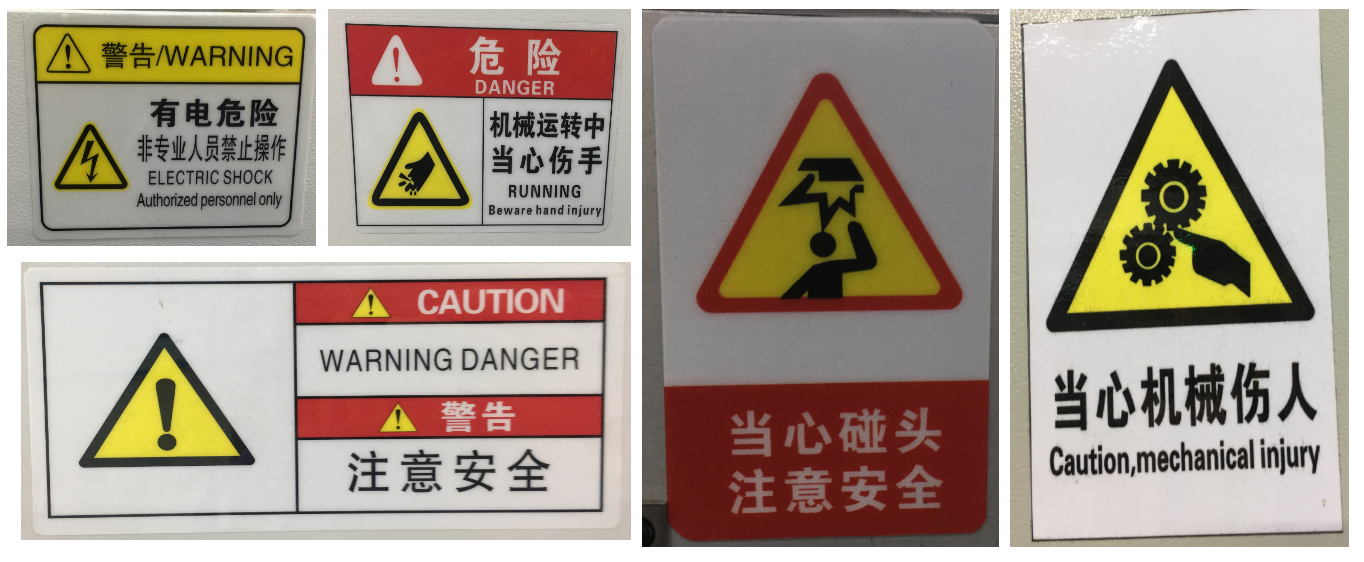 警告/WARNING
有电危险
非专业人员禁止操作
ELECTRIC SHOCK
Authorized personnel only
危险
DANGER
机械运转中
当心伤手
RUNNING
Beware hand injury
CAUTION
WARNING DANGER
警告
注意安全
当心碰头
注意安全
当心机械伤人
Caution,mechanical injury